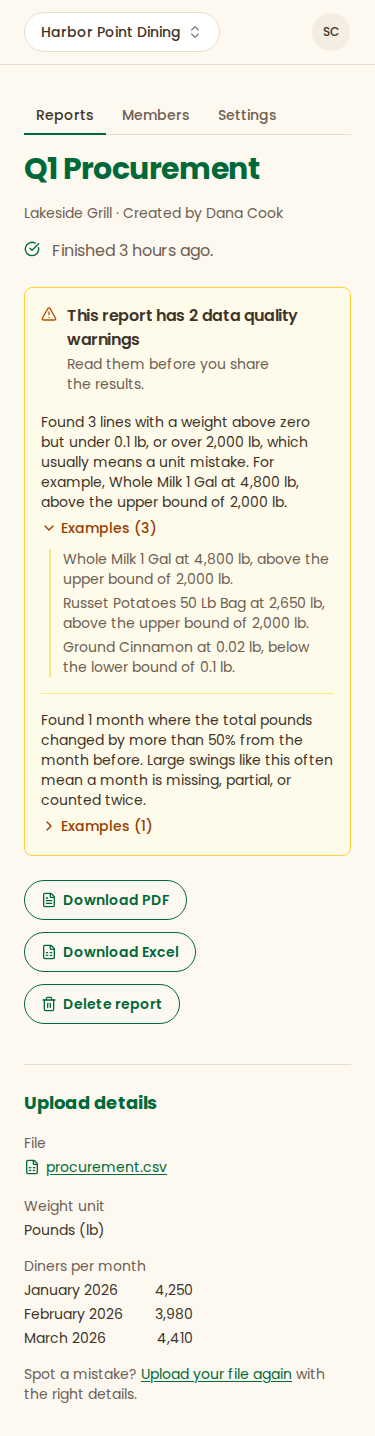 Harbor Point Dining
SC
Reports Members Settings
Q1 Procurement
Lakeside Grill · Created by Dana Cook
Finished 3 hours ago.
This report has 2 data quality
warnings
Read them before you share
the results.
Found 3 lines with a weight above zero
but under 0.1 lb, or over 2,000 lb, which
usually means a unit mistake. For
example, Whole Milk 1 Gal at 4,800 lb,
above the upper bound of 2,000 lb.
Examples (3)
Whole Milk 1 Gal at 4,800 lb, above the
upper bound of 2,000 lb.
Russet Potatoes 50 Lb Bag at 2,650 lb,
above the upper bound of 2,000 lb.
Ground Cinnamon at 0.02 lb, below
the lower bound of 0.1 lb.
Found 1 month where the total pounds
changed by more than 50% from the
month before. Large swings like this often
mean a month is missing, partial, or
counted twice.
Examples (1)
Download PDF
Download Excel
Delete report
Upload details
File
procurement.csv
Weight unit
Pounds (lb)
Diners per month
January 2026 4,250
February 2026 3,980
March 2026 4,410
Spot a mistake? Upload your file again with
the right details.